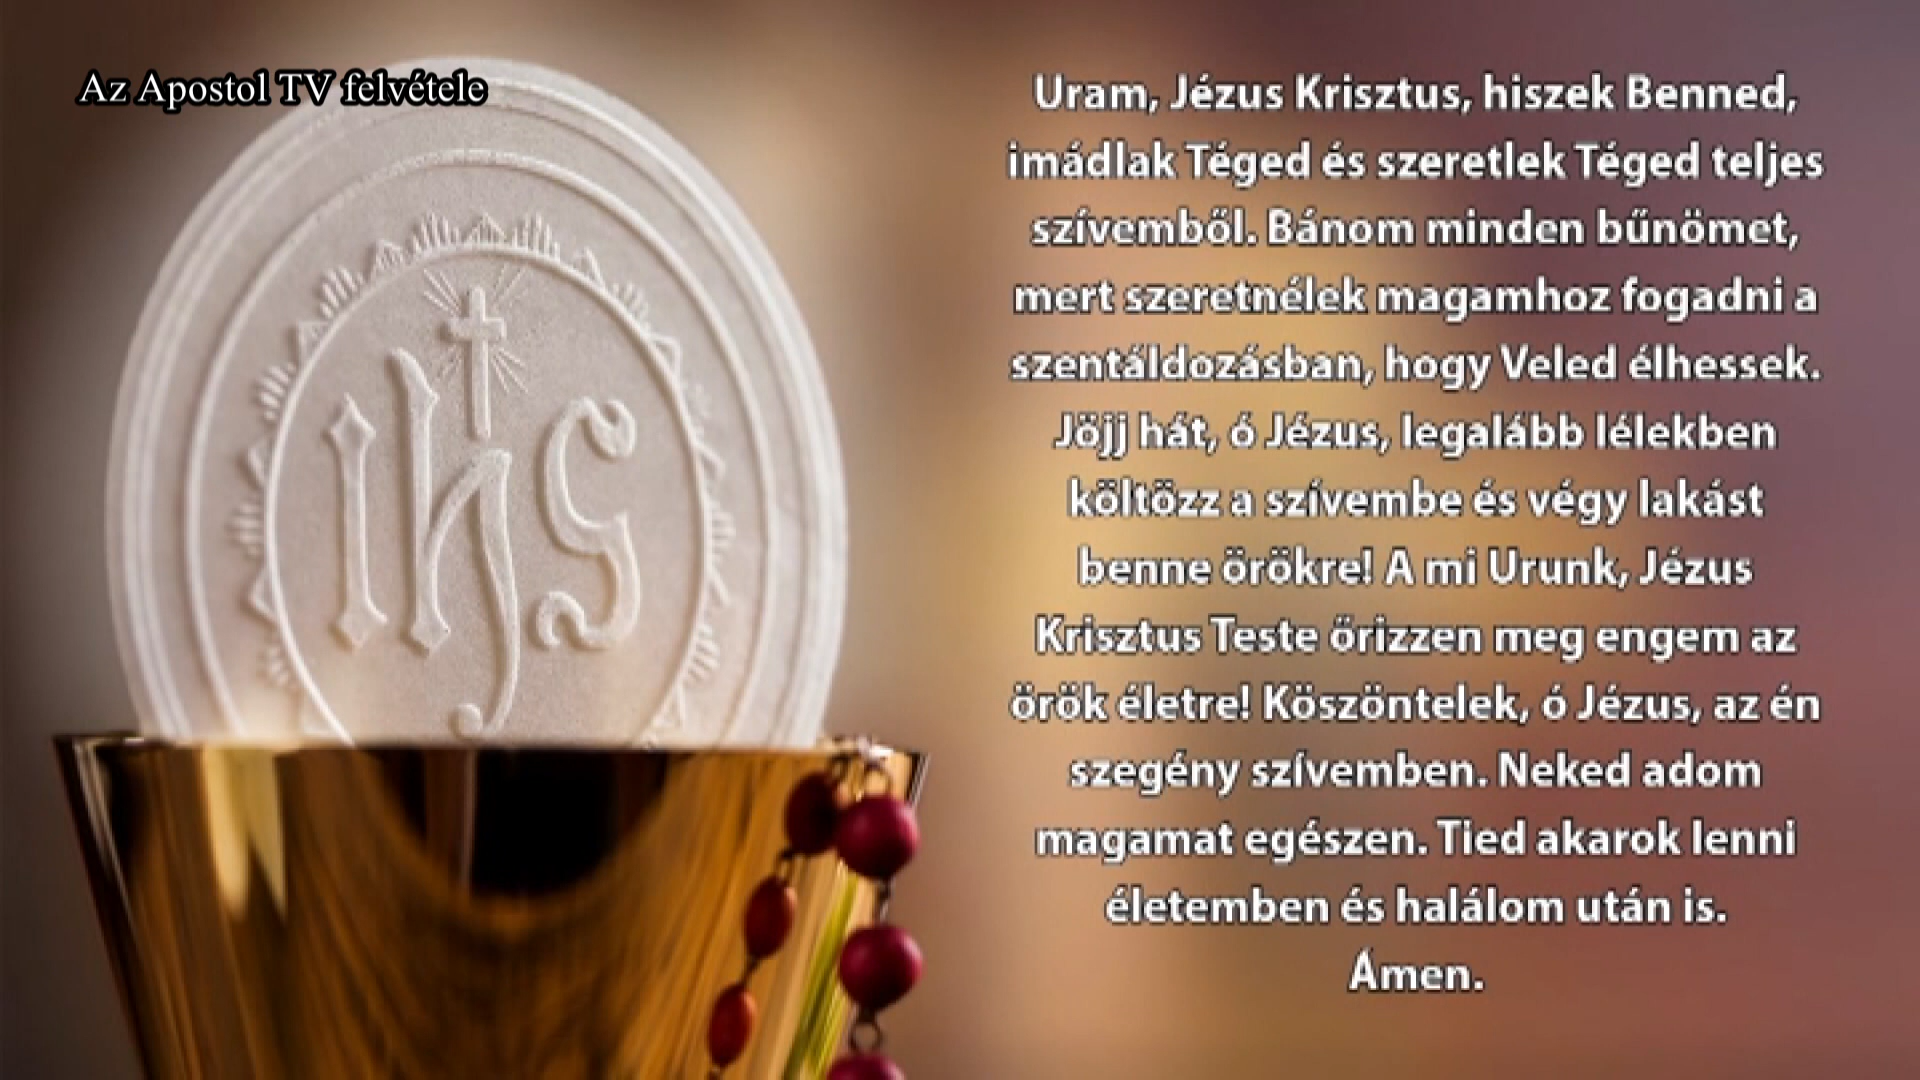 Az Apostol TV felvétele
Uram, Jézus Krisztus, hiszek Benned,
imádlak Téged és szeretlek Téged teljes
szívemből. Bánom minden bűnömet,
mert szeretnélek magamhoz fogadni a
szentáldozásban, hogy Veled élhessek.
Jöjj hát, ó Jézus, legalább lélekben
költözz a szívembe és végy lakást
benne örökre! A mi Urunk, Jézus
Krisztus Teste őrizzen meg engem az
örök életre! Köszöntelek, ó Jézus, az én
szegény szívemben. Neked adom
magamat egészen. Tied akarok lenni
életemben és halálom után is.
Ámen.
ihs